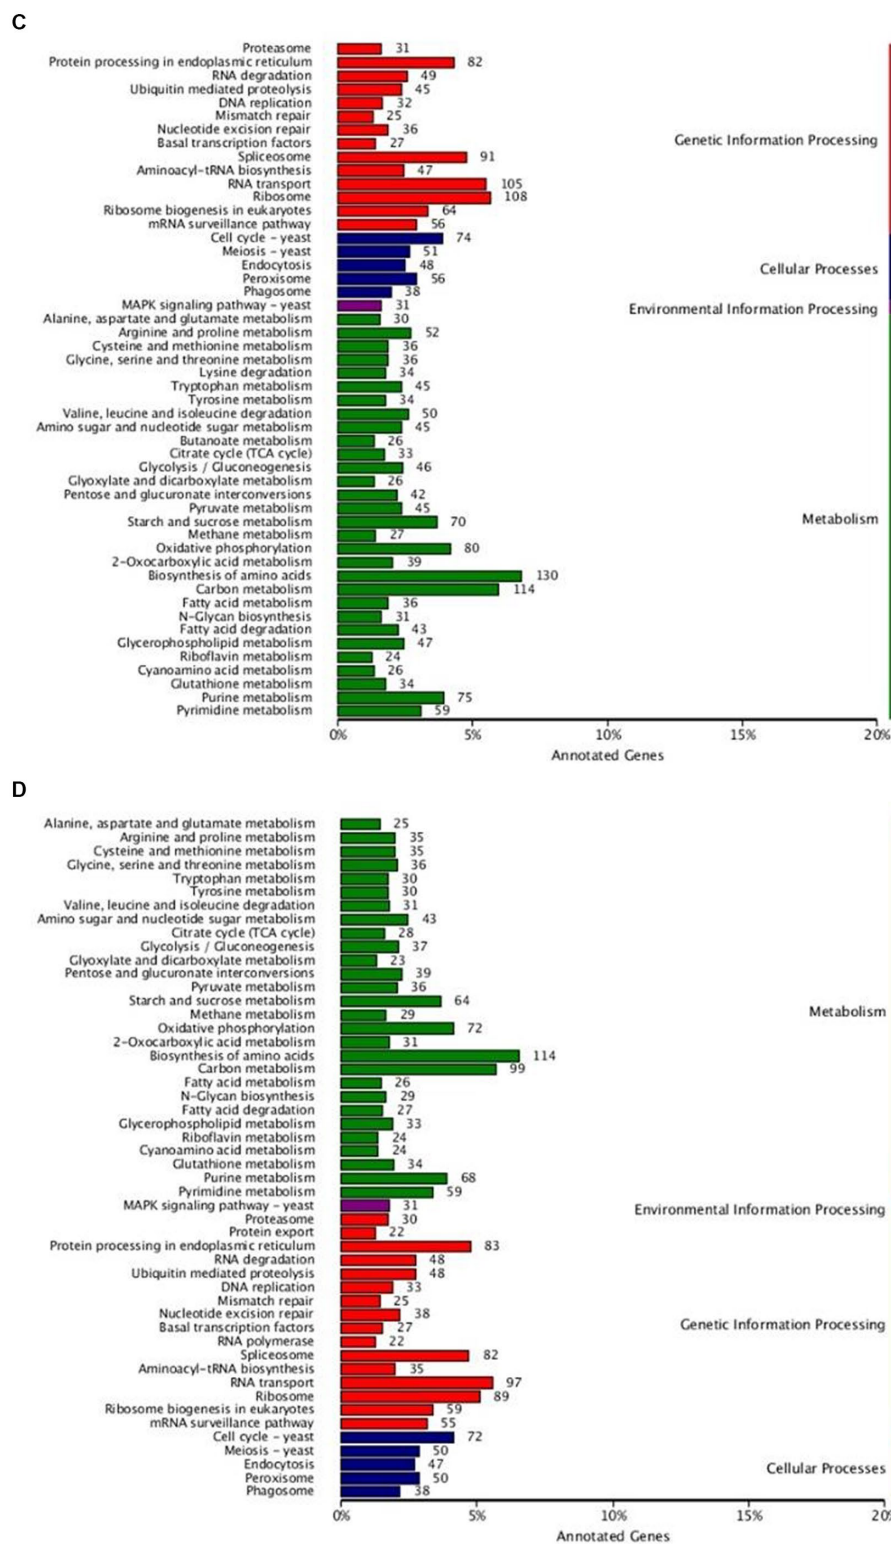 C
Proteasome 31
Protein processing in endoplasmic reticulum 82
RNA degradation 49
Ubiquitin mediated proteolysis 45
DNA replication 32
Mismatch repair 25
Nucleotide excision repair 36
Genetic Information Processing
Basal transcription factors 27
Spliceosome 91
Aminoacyl-tRNA biosynthesis 47
RNA transport 105
Ribosome 108
Ribosome biogenesis in eukaryotes 64
mRNA surveillance pathway 56
Cell cycle - yeast 74
Meiosis - yeast 51
Endocytosis 48
Cellular Processes
Peroxisome 56
Phagosome 38
MAPK signaling pathway - yeast 31
Environmental Information Processing
Alanine, aspartate and glutamate metabolism 30
Arginine and proline metabolism 52
Cysteine and methionine metabolism 36
Glycine, serine and threonine metabolism 36
Lysine degradation 34
Tryptophan metabolism 45
Tyrosine metabolism 34
Valine, leucine and isoleucine degradation 50
Amino sugar and nucleotide sugar metabolism 45
Butanoate metabolism 26
Citrate cycle (TCA cycle) 33
Glycolysis / Gluconeogenesis 46
Glyoxylate and dicarboxylate metabolism 26
Pentose and glucuronate interconversions 42
Pyruvate metabolism 45
Starch and sucrose metabolism 70
Metabolism
Methane metabolism 27
Oxidative phosphorylation 80
2-Oxocarboxylic acid metabolism 39
Biosynthesis of amino acids 130
Carbon metabolism 114
Fatty acid metabolism 36
N-Glycan biosynthesis 31
Fatty acid degradation 43
Glycerophospholipid metabolism 47
Riboflavin metabolism 24
Cyanoamino acid metabolism 26
Glutathione metabolism 34
Purine metabolism 75
Pyrimidine metabolism 59
0% 5% 10% 15% 20%
Annotated Genes
D
Alanine, aspartate and glutamate metabolism 25
Arginine and proline metabolism 35
Cysteine and methionine metabolism 35
Glycine, serine and threonine metabolism 36
Tryptophan metabolism 30
Tyrosine metabolism 30
Valine, leucine and isoleucine degradation 31
Amino sugar and nucleotide sugar metabolism 43
Citrate cycle (TCA cycle) 28
Glycolysis / Gluconeogenesis 37
Glyoxylate and dicarboxylate metabolism 23
Pentose and glucuronate interconversions 39
Pyruvate metabolism 36
Starch and sucrose metabolism 64
Metabolism
Methane metabolism 29
Oxidative phosphorylation 72
2-Oxocarboxylic acid metabolism 31
Biosynthesis of amino acids 114
Carbon metabolism 99
Fatty acid metabolism 26
N-Glycan biosynthesis 29
Fatty acid degradation 27
Glycerophospholipid metabolism 33
Riboflavin metabolism 24
Cyanoamino acid metabolism 24
Glutathione metabolism 34
Purine metabolism 68
Pyrimidine metabolism 59
MAPK signaling pathway - yeast 31
Environmental Information Processing
Proteasome 30
Protein export 22
Protein processing in endoplasmic reticulum 83
RNA degradation 48
Ubiquitin mediated proteolysis 48
DNA replication 33
Mismatch repair 25
Nucleotide excision repair 38
Genetic Information Processing
Basal transcription factors 27
RNA polymerase 22
Spliceosome 82
Aminoacyl-tRNA biosynthesis 35
RNA transport 97
Ribosome 89
Ribosome biogenesis in eukaryotes 59
mRNA surveillance pathway 55
Cell cycle - yeast 72
Meiosis - yeast 50
Endocytosis 47
Cellular Processes
Peroxisome 50
Phagosome 38
0% 5% 10% 15% 20%
Annotated Genes